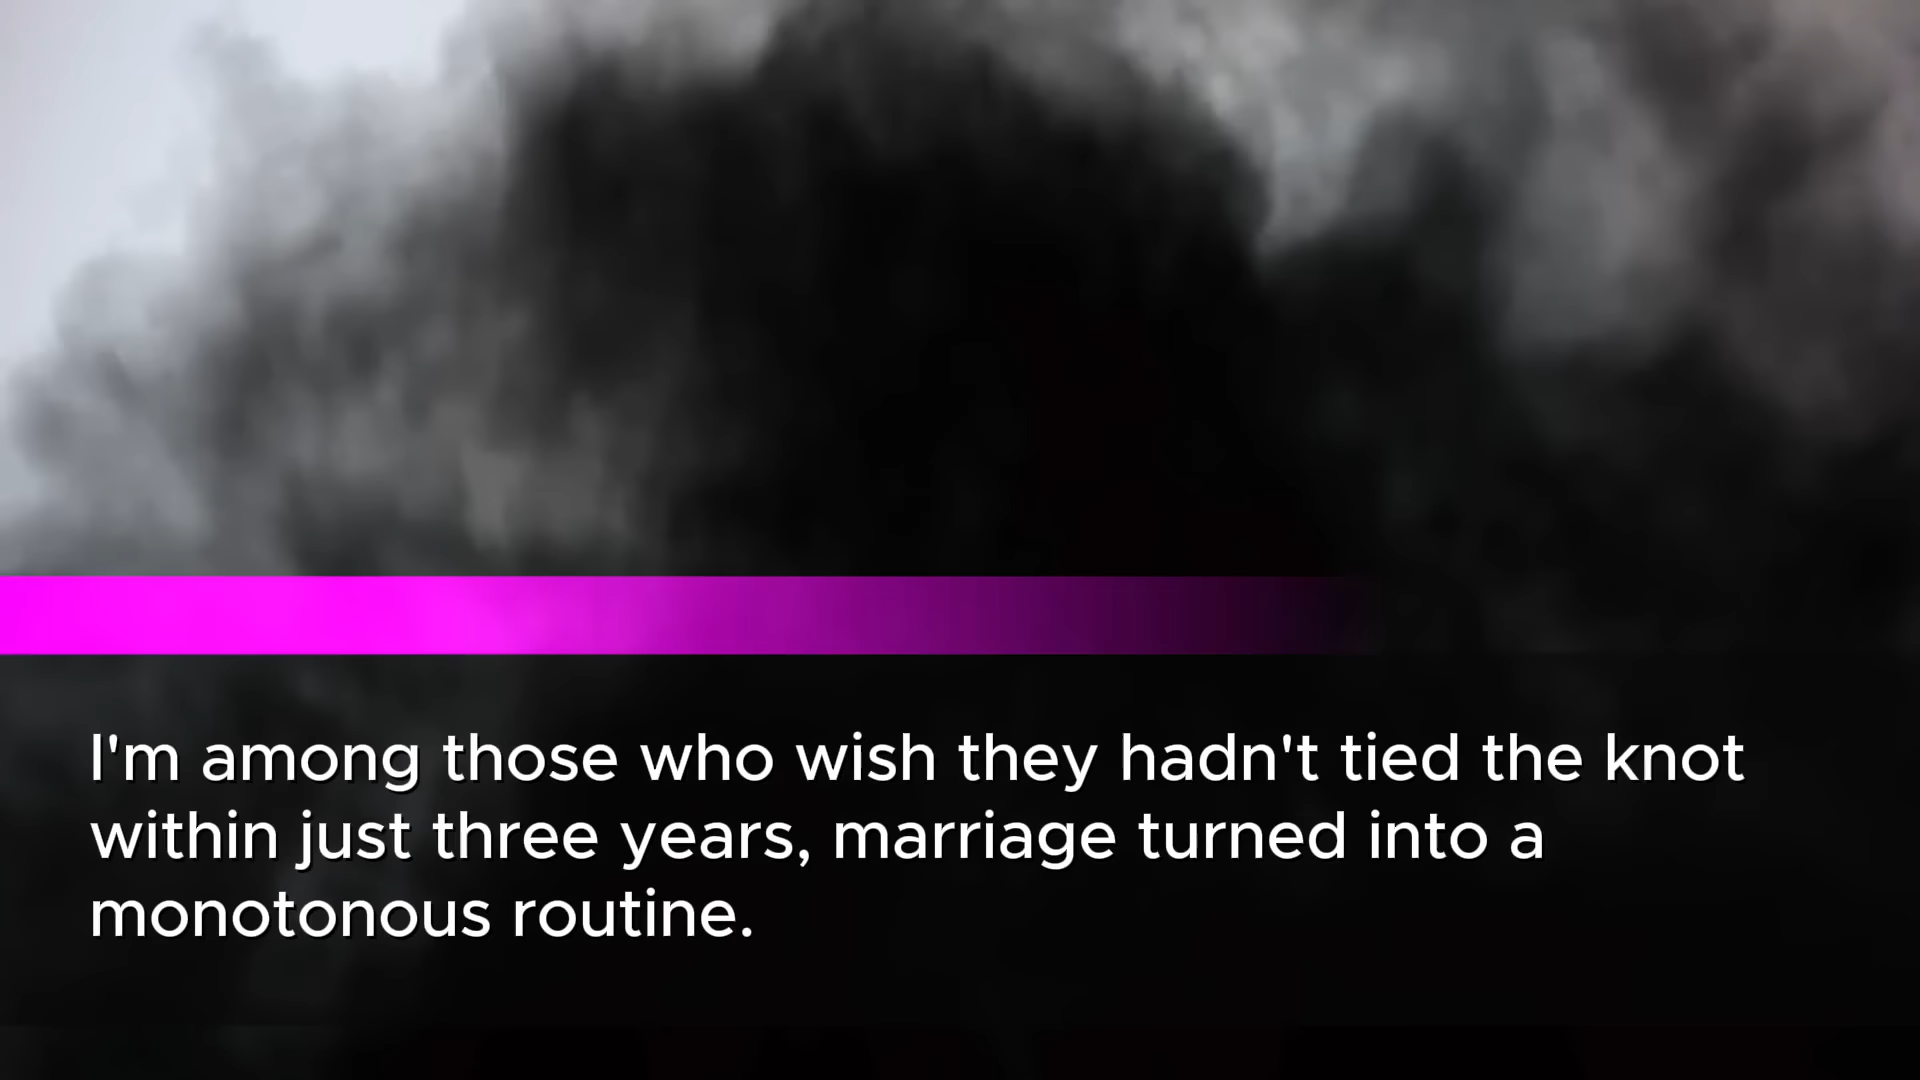 I'm among those who wish they hadn't tied the knot
within just three years, marriage turned into a
monotonous routine.